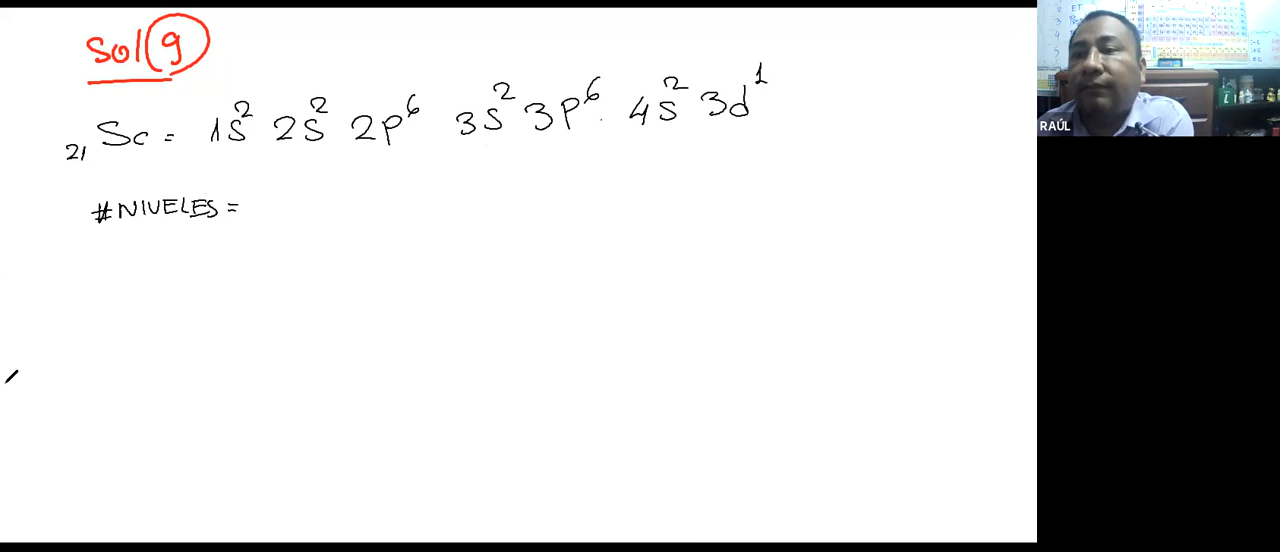 Sol 9
₂₁Sc = 1s² 2s² 2p⁶ 3s² 3p⁶ 4s² 3d¹
#NIVELES =
RAÚL